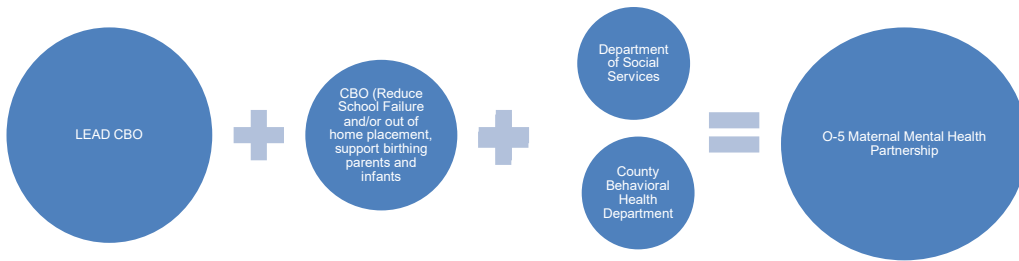 LEAD CBO
CBO (Reduce
School Failure
and/or out of
home placement,
support birthing
parents and
infants
Department
of Social
Services
County
Behavioral
Health
Department
O-5 Maternal Mental Health
Partnership